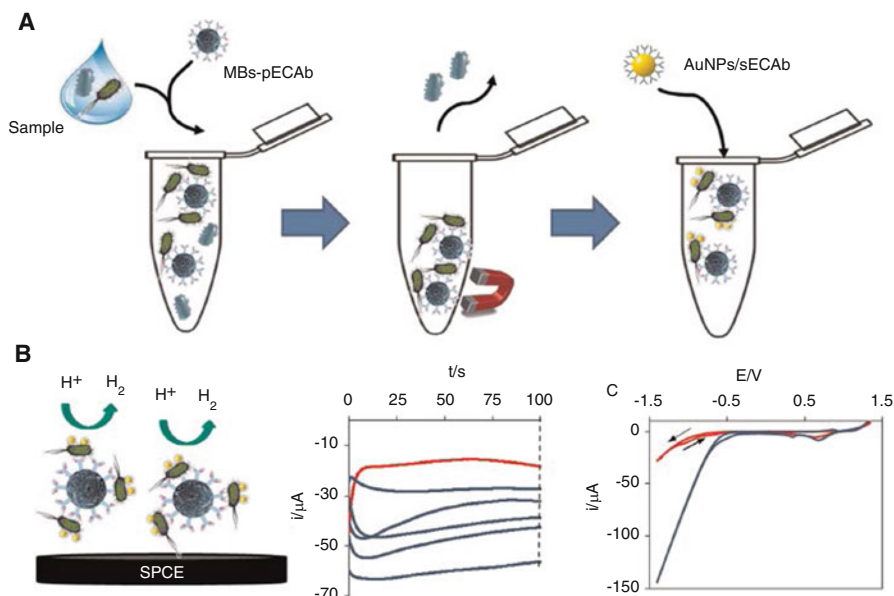 A
MBs-pECAb
AuNPs/sECAb
Sample
B
H+ H2
H+ H2
SPCE
t/s
0 25 50 75 100
-10
-30
-50
-70
i/µA
C
E/V
-1.5 -0.5 0.5 1.5
0
-50
-100
-150
i/µA